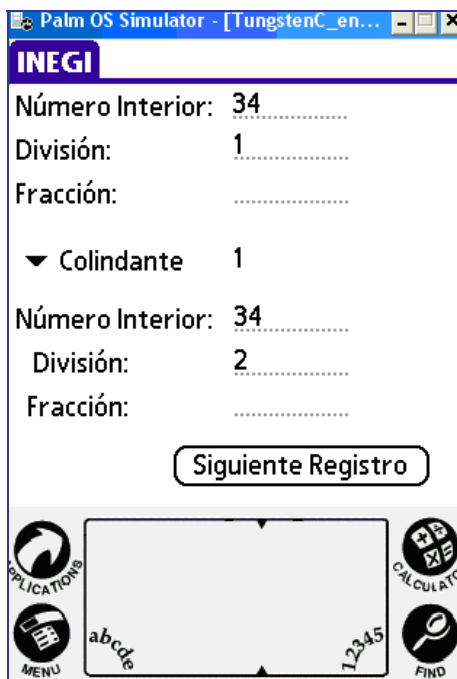 Palm OS Simulator - [TungstenC_en...
INEGI
Número Interior: 34
División: 1
Fracción:
Colindante 1
Número Interior: 34
División: 2
Fracción:
Siguiente Registro
APPLICATIONS
CALCULATOR
abcde
12345
MENU
FIND